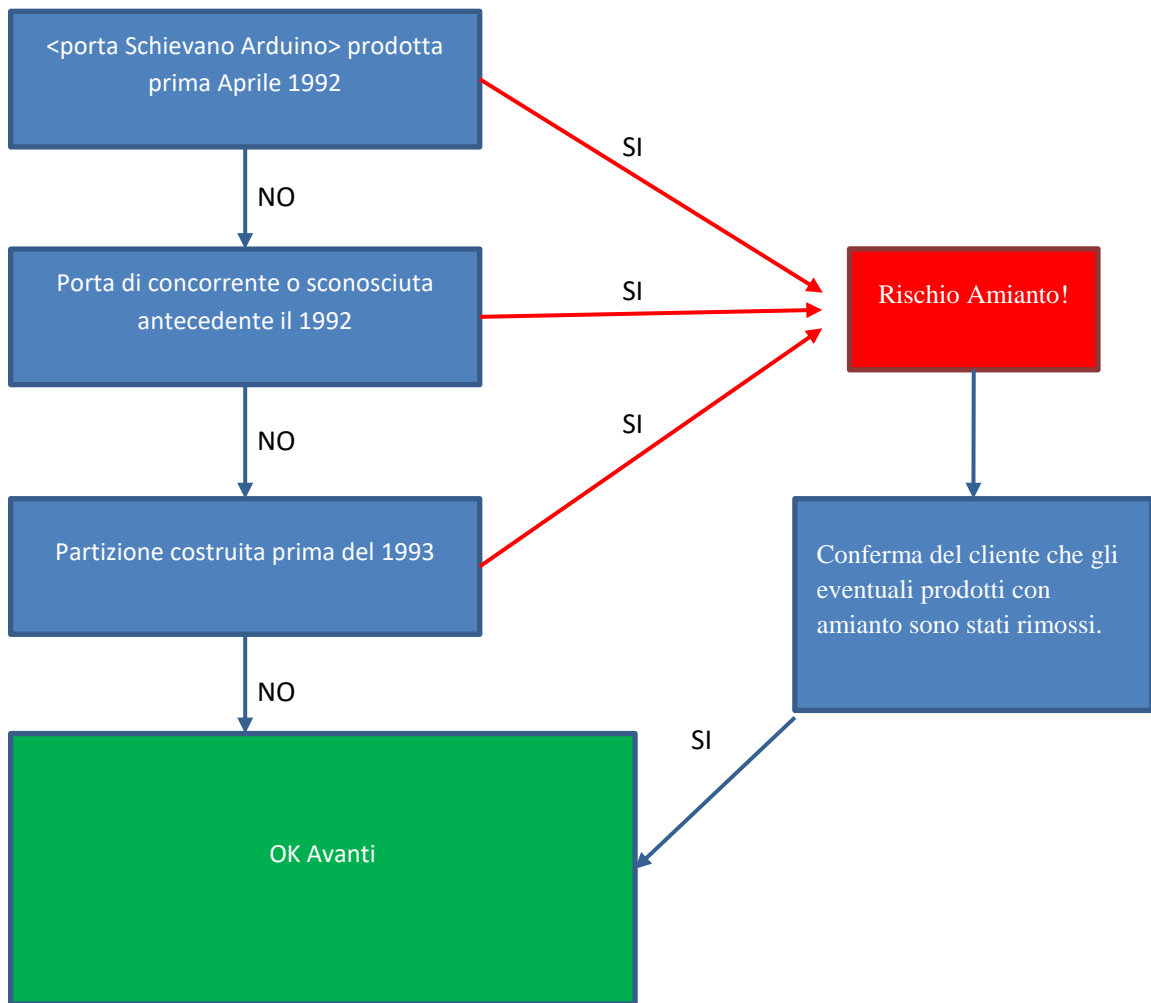 <porta Schievano Arduino> prodotta
prima Aprile 1992
SI
NO
Porta di concorrente o sconosciuta
antecedente il 1992
SI
Rischio Amianto!
NO
SI
Partizione costruita prima del 1993
Conferma del cliente che gli
eventuali prodotti con
amianto sono stati rimossi.
NO
SI
OK Avanti